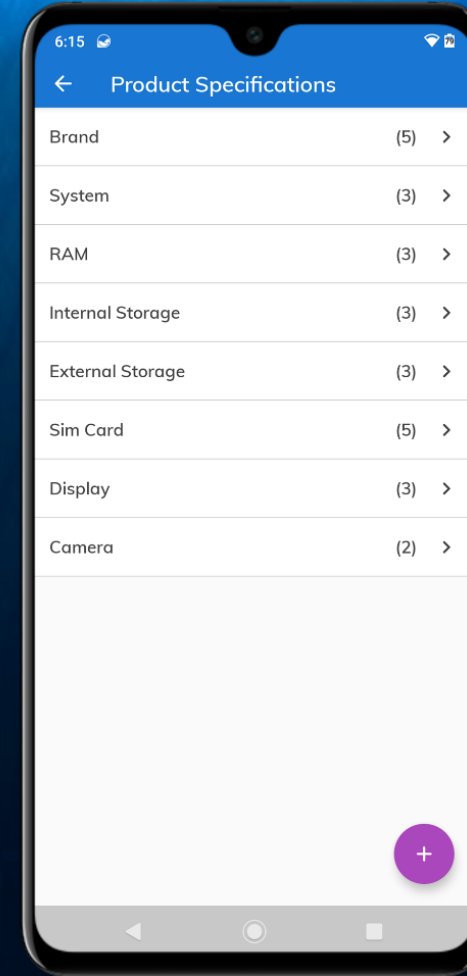 6:15
79
Product Specifications
Brand (5)
System (3)
RAM (3)
Internal Storage (3)
External Storage (3)
Sim Card (5)
Display (3)
Camera (2)
+